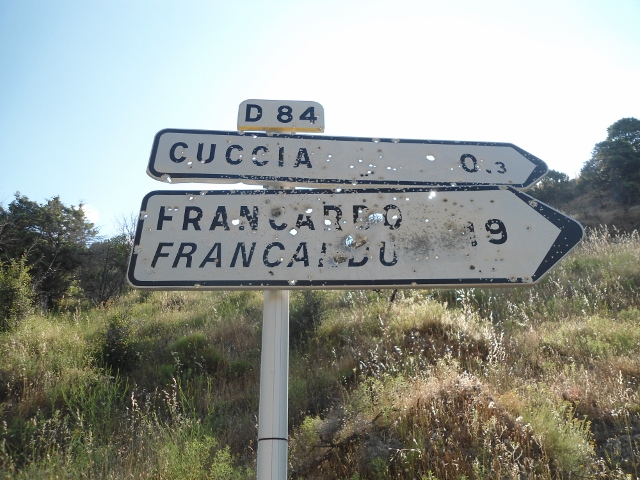 D 84
CUCCIA 0.3
FRANCARDO 19
FRANCARDU